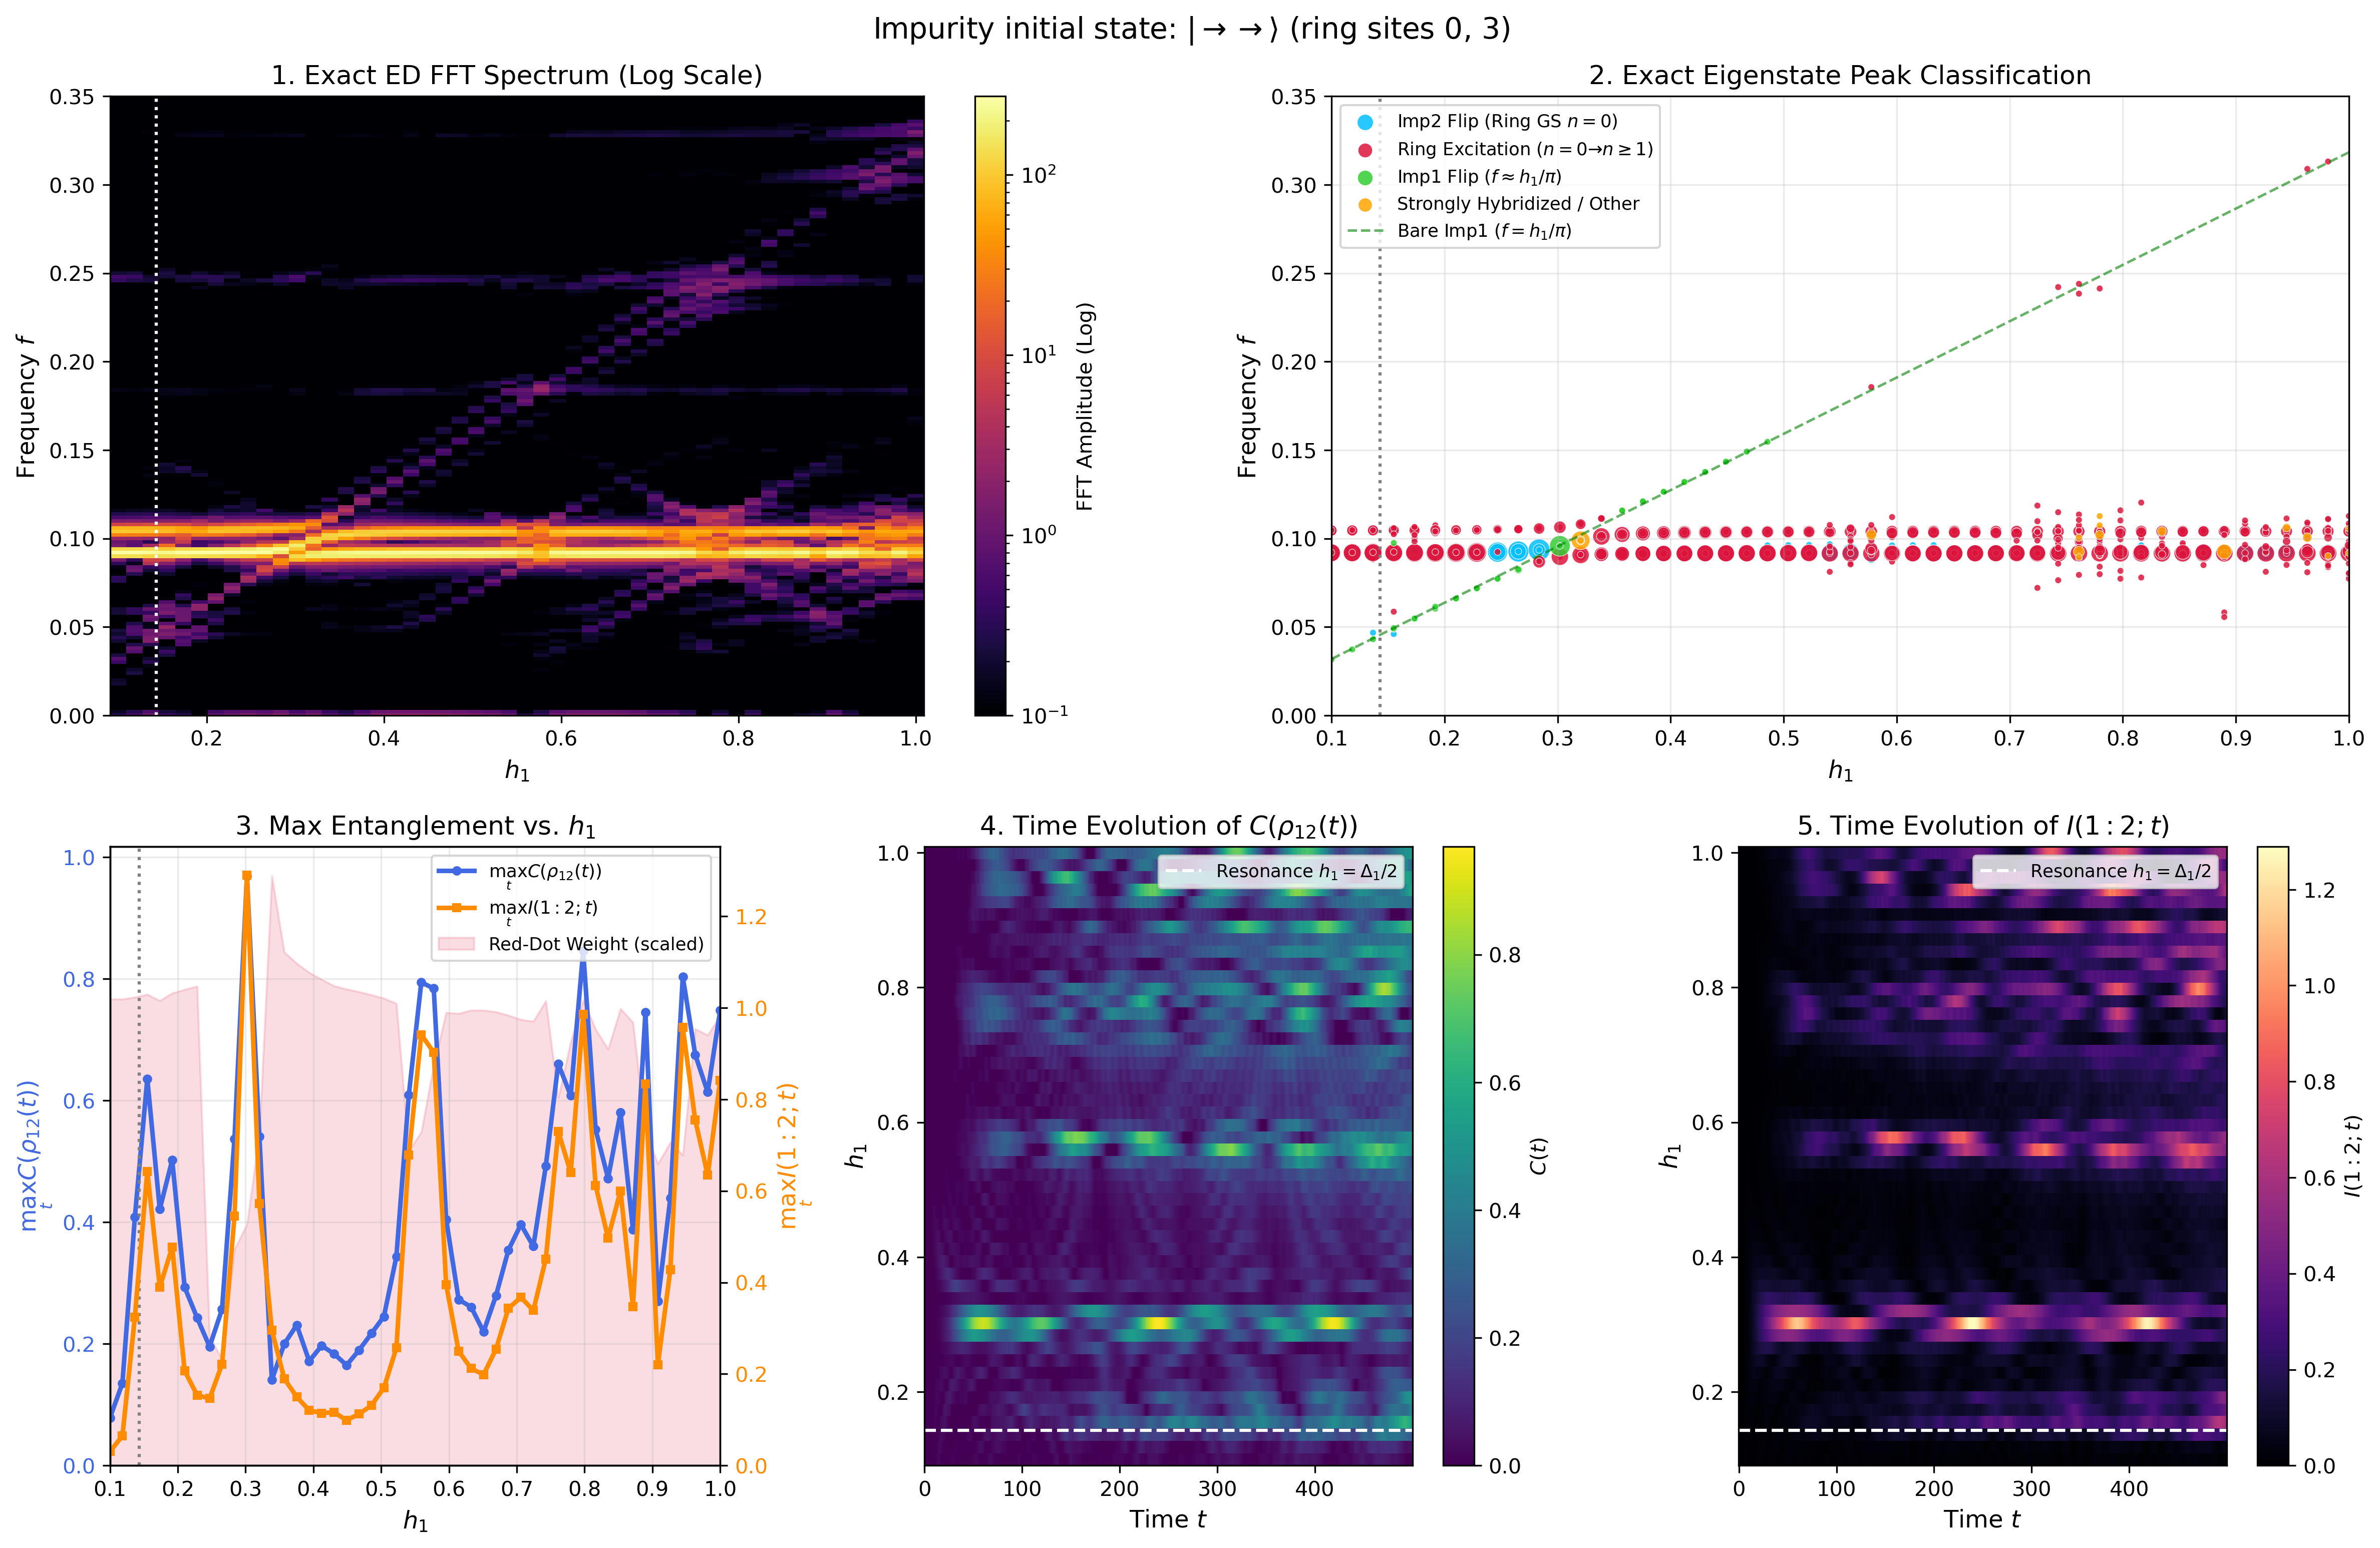 Impurity initial state: |→→⟩ (ring sites 0, 3)
1. Exact ED FFT Spectrum (Log Scale)
0.35
0.30
0.25
0.20
0.15
0.10
0.05
0.00
Frequency f
0.2
0.4
0.6
0.8
1.0
h₁
10²
10¹
10⁰
10⁻¹
FFT Amplitude (Log)
2. Exact Eigenstate Peak Classification
Imp2 Flip (Ring GS n = 0)
Ring Excitation (n = 0→n ≥ 1)
Imp1 Flip (f ≈ h₁/π)
Strongly Hybridized / Other
Bare Imp1 (f = h₁/π)
0.35
0.30
0.25
0.20
0.15
0.10
0.05
0.00
Frequency f
0.1
0.2
0.3
0.4
0.5
0.6
0.7
0.8
0.9
1.0
h₁
3. Max Entanglement vs. h₁
max C(ρ₁₂(t))
t
max I(1 : 2; t)
t
Red-Dot Weight (scaled)
1.0
0.8
0.6
0.4
0.2
0.0
max C(ρ₁₂(t))
t
1.2
1.0
0.8
0.6
0.4
0.2
0.0
max I(1 : 2; t)
t
0.1
0.2
0.3
0.4
0.5
0.6
0.7
0.8
0.9
1.0
h₁
4. Time Evolution of C(ρ₁₂(t))
Resonance h₁ = Δ₁/2
1.0
0.8
0.6
0.4
0.2
h₁
0
100
200
300
400
Time t
0.8
0.6
0.4
0.2
0.0
C(t)
5. Time Evolution of I(1 : 2; t)
Resonance h₁ = Δ₁/2
1.0
0.8
0.6
0.4
0.2
h₁
0
100
200
300
400
Time t
1.2
1.0
0.8
0.6
0.4
0.2
0.0
I(1 : 2; t)